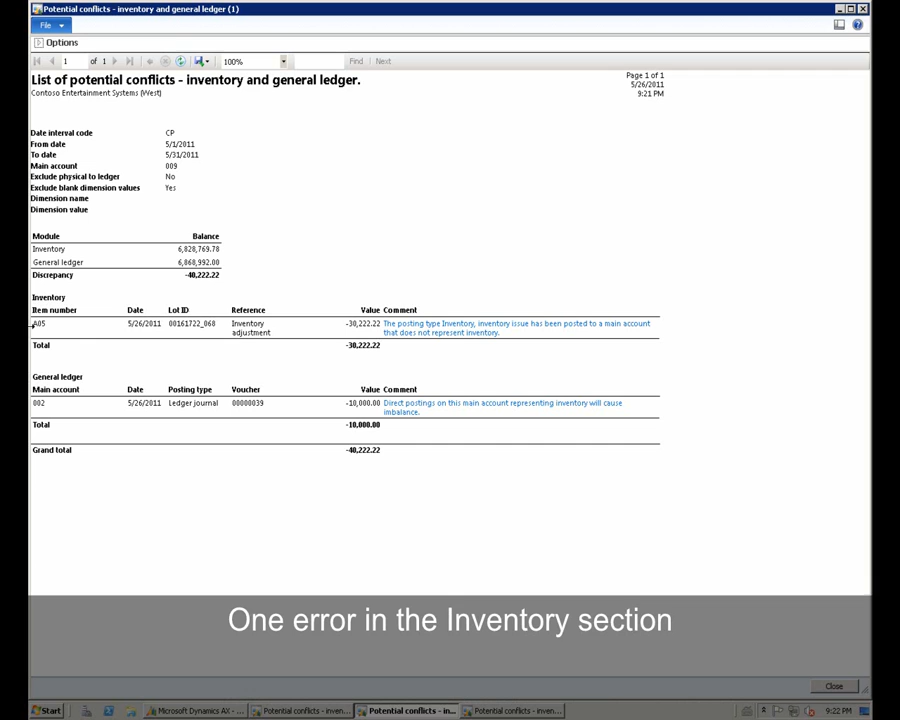 Potential conflicts - inventory and general ledger (1)
File
Options
1 of 1 100% Find Next
List of potential conflicts - inventory and general ledger.
Contoso Entertainment Systems (West)
Page 1 of 1
5/26/2011
9:21 PM
Date interval code CP
From date 5/1/2011
To date 5/31/2011
Main account 009
Exclude physical to ledger No
Exclude blank dimension values Yes
Dimension name
Dimension value
Module Balance
Inventory 6,828,769.78
General ledger 6,868,992.00
Discrepancy -40,222.22
Inventory
Item number Date Lot ID Reference Value Comment
A05 5/26/2011 00161722_068 Inventory -30,222.22 The posting type Inventory, inventory issue has been posted to a main account
adjustment that does not represent inventory.
Total -30,222.22
General ledger
Main account Date Posting type Voucher Value Comment
002 5/26/2011 Ledger journal 00000039 -10,000.00 Direct postings on this main account representing inventory will cause
imbalance.
Total -10,000.00
Grand total -40,222.22
One error in the Inventory section
Close
Start Microsoft Dynamics AX - ... Potential conflicts - inven... Potential conflicts - in... Potential conflicts - inven... 9:22 PM